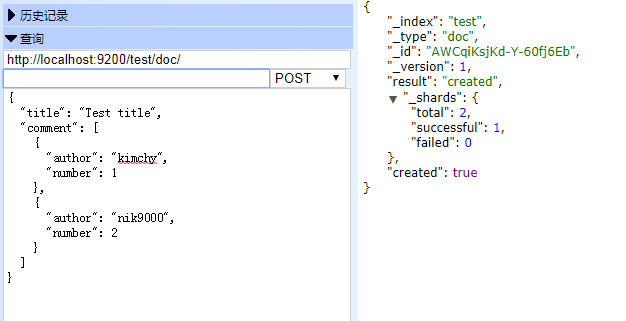 历史记录
查询
http://localhost:9200/test/doc/
POST
{
"title": "Test title",
"comment": [
{
"author": "kimchy",
"number": 1
},
{
"author": "nik9000",
"number": 2
}
]
}
{
"_index": "test",
"_type": "doc",
"_id": "AWCqiKsjKd-Y-60fj6Eb",
"_version": 1,
"result": "created",
"_shards": {
"total": 2,
"successful": 1,
"failed": 0
},
"created": true
}